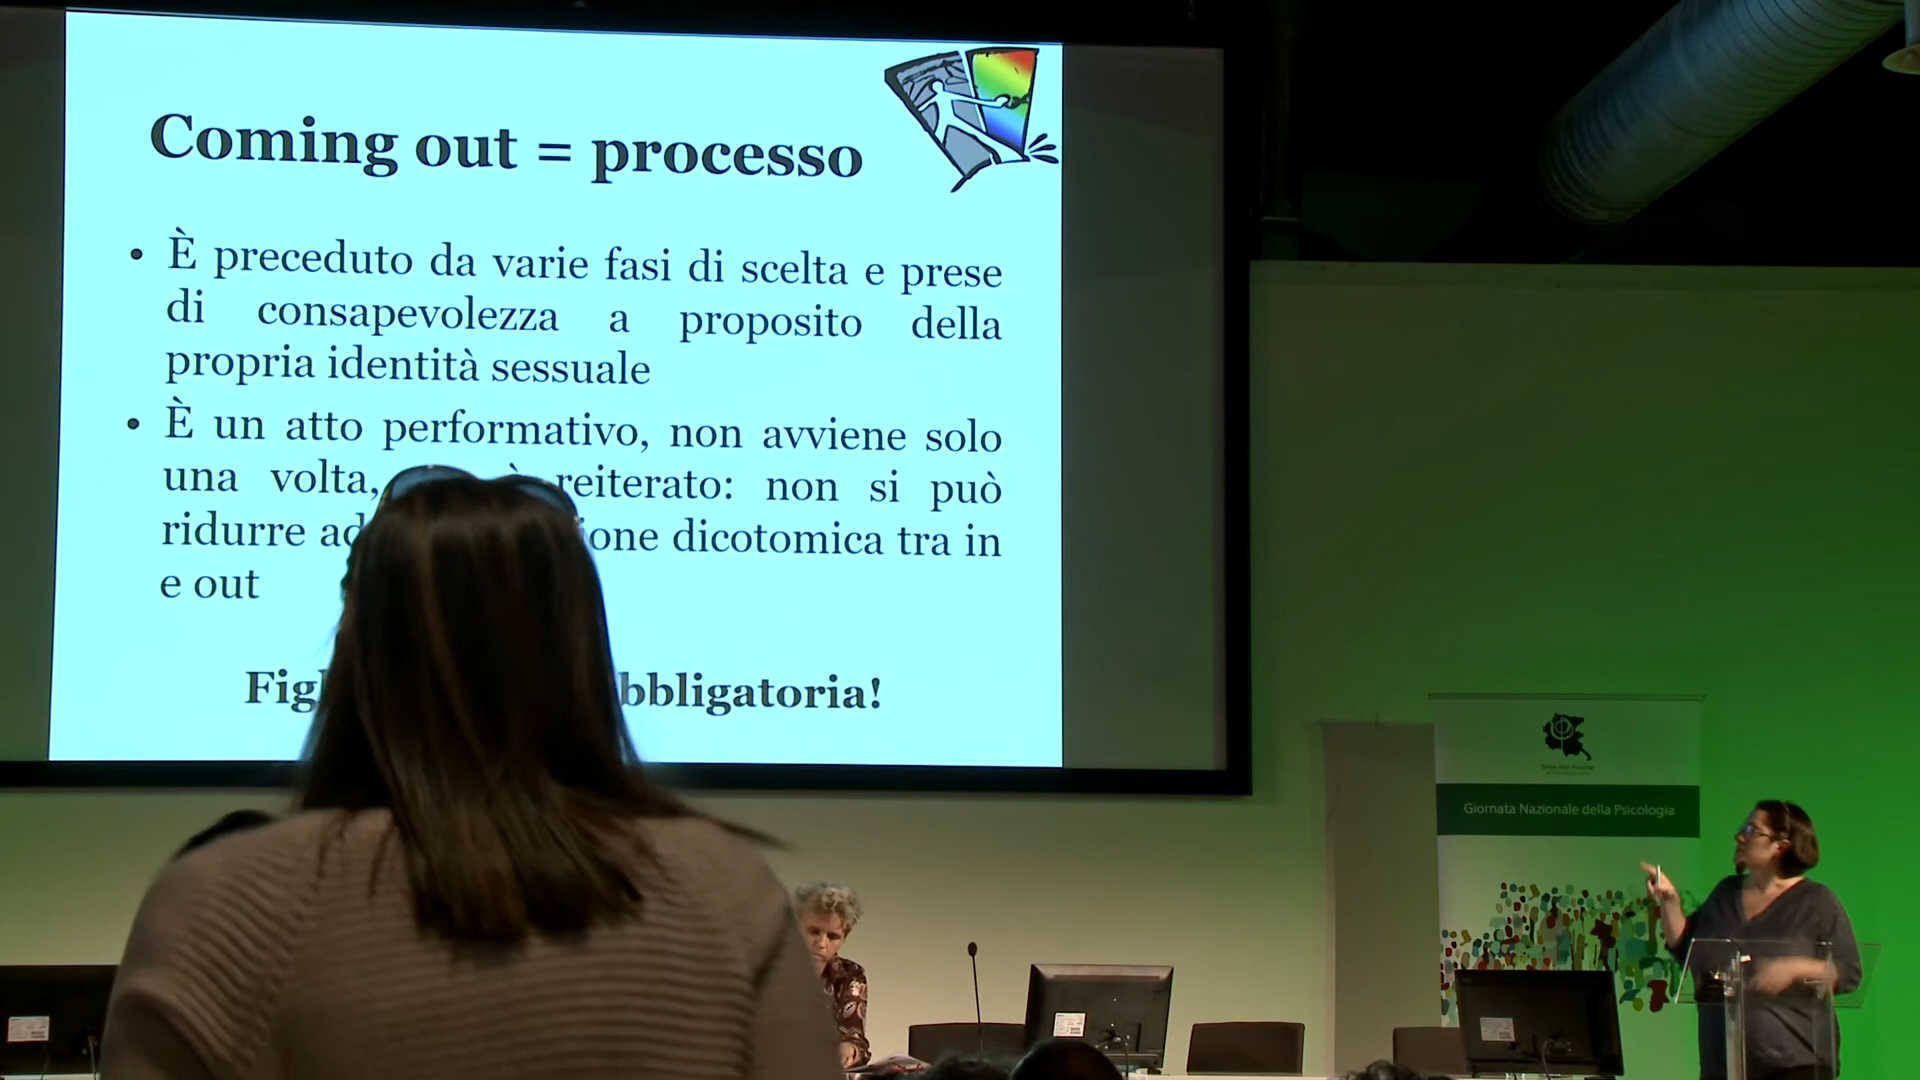 Coming out = processo
• È preceduto da varie fasi di scelta e prese
di consapevolezza a proposito della
propria identità sessuale
• È un atto performativo, non avviene solo
una volta, reiterato: non si può
ridurre ad dicotomica tra in
e out
Giornata Nazionale della Psicologia